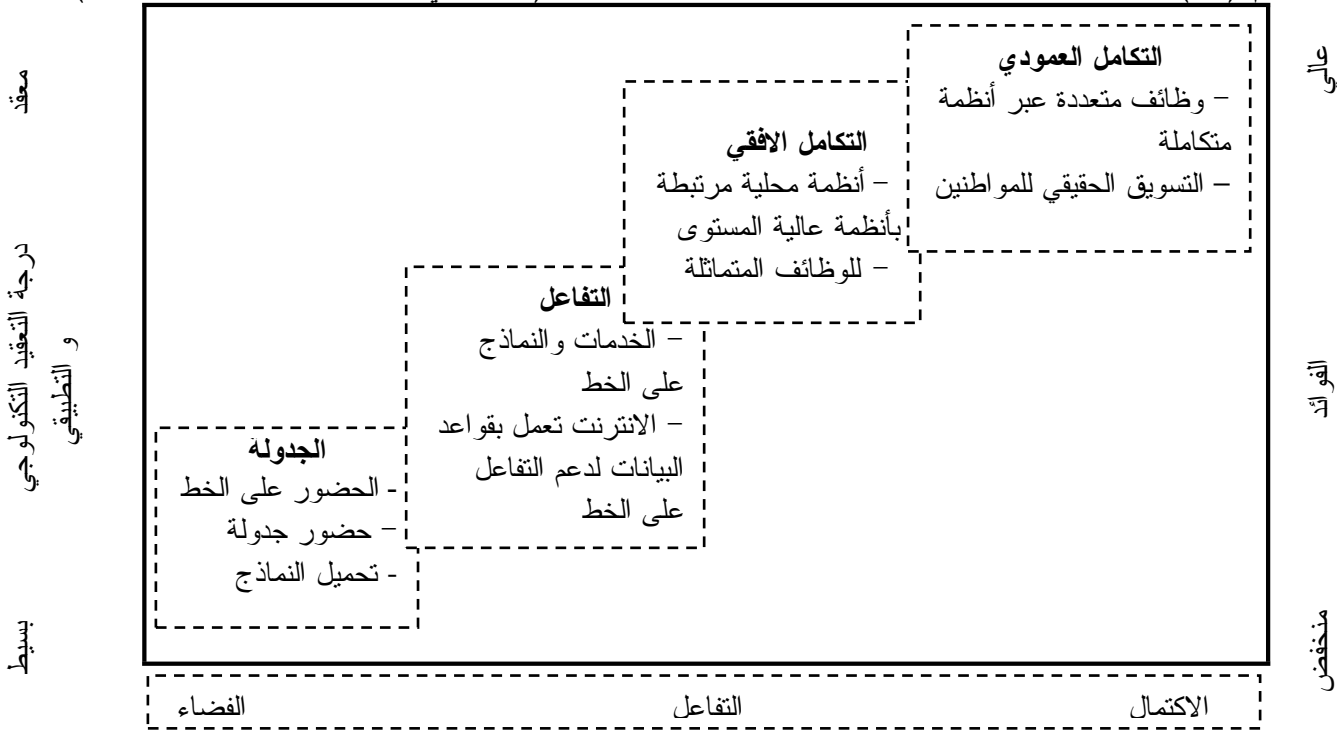 التكامل العمودي
– وظائف متعددة عبر أنظمة
متكاملة
– التسويق الحقيقي للمواطنين
التكامل الافقي
– أنظمة محلية مرتبطة
بأنظمة عالية المستوى
– للوظائف المتماثلة
التفاعل
– الخدمات والنماذج
على الخط
– الانترنت تعمل بقواعد
البيانات لدعم التفاعل
على الخط
الجدولة
- الحضور على الخط
– حضور جدولة
- تحميل النماذج
عالي
الفوائد
منخفض
معقد
درجة التعقيد التكنولوجي
و التطبيقي
بسيط
الاكتمال التفاعل الفضاء